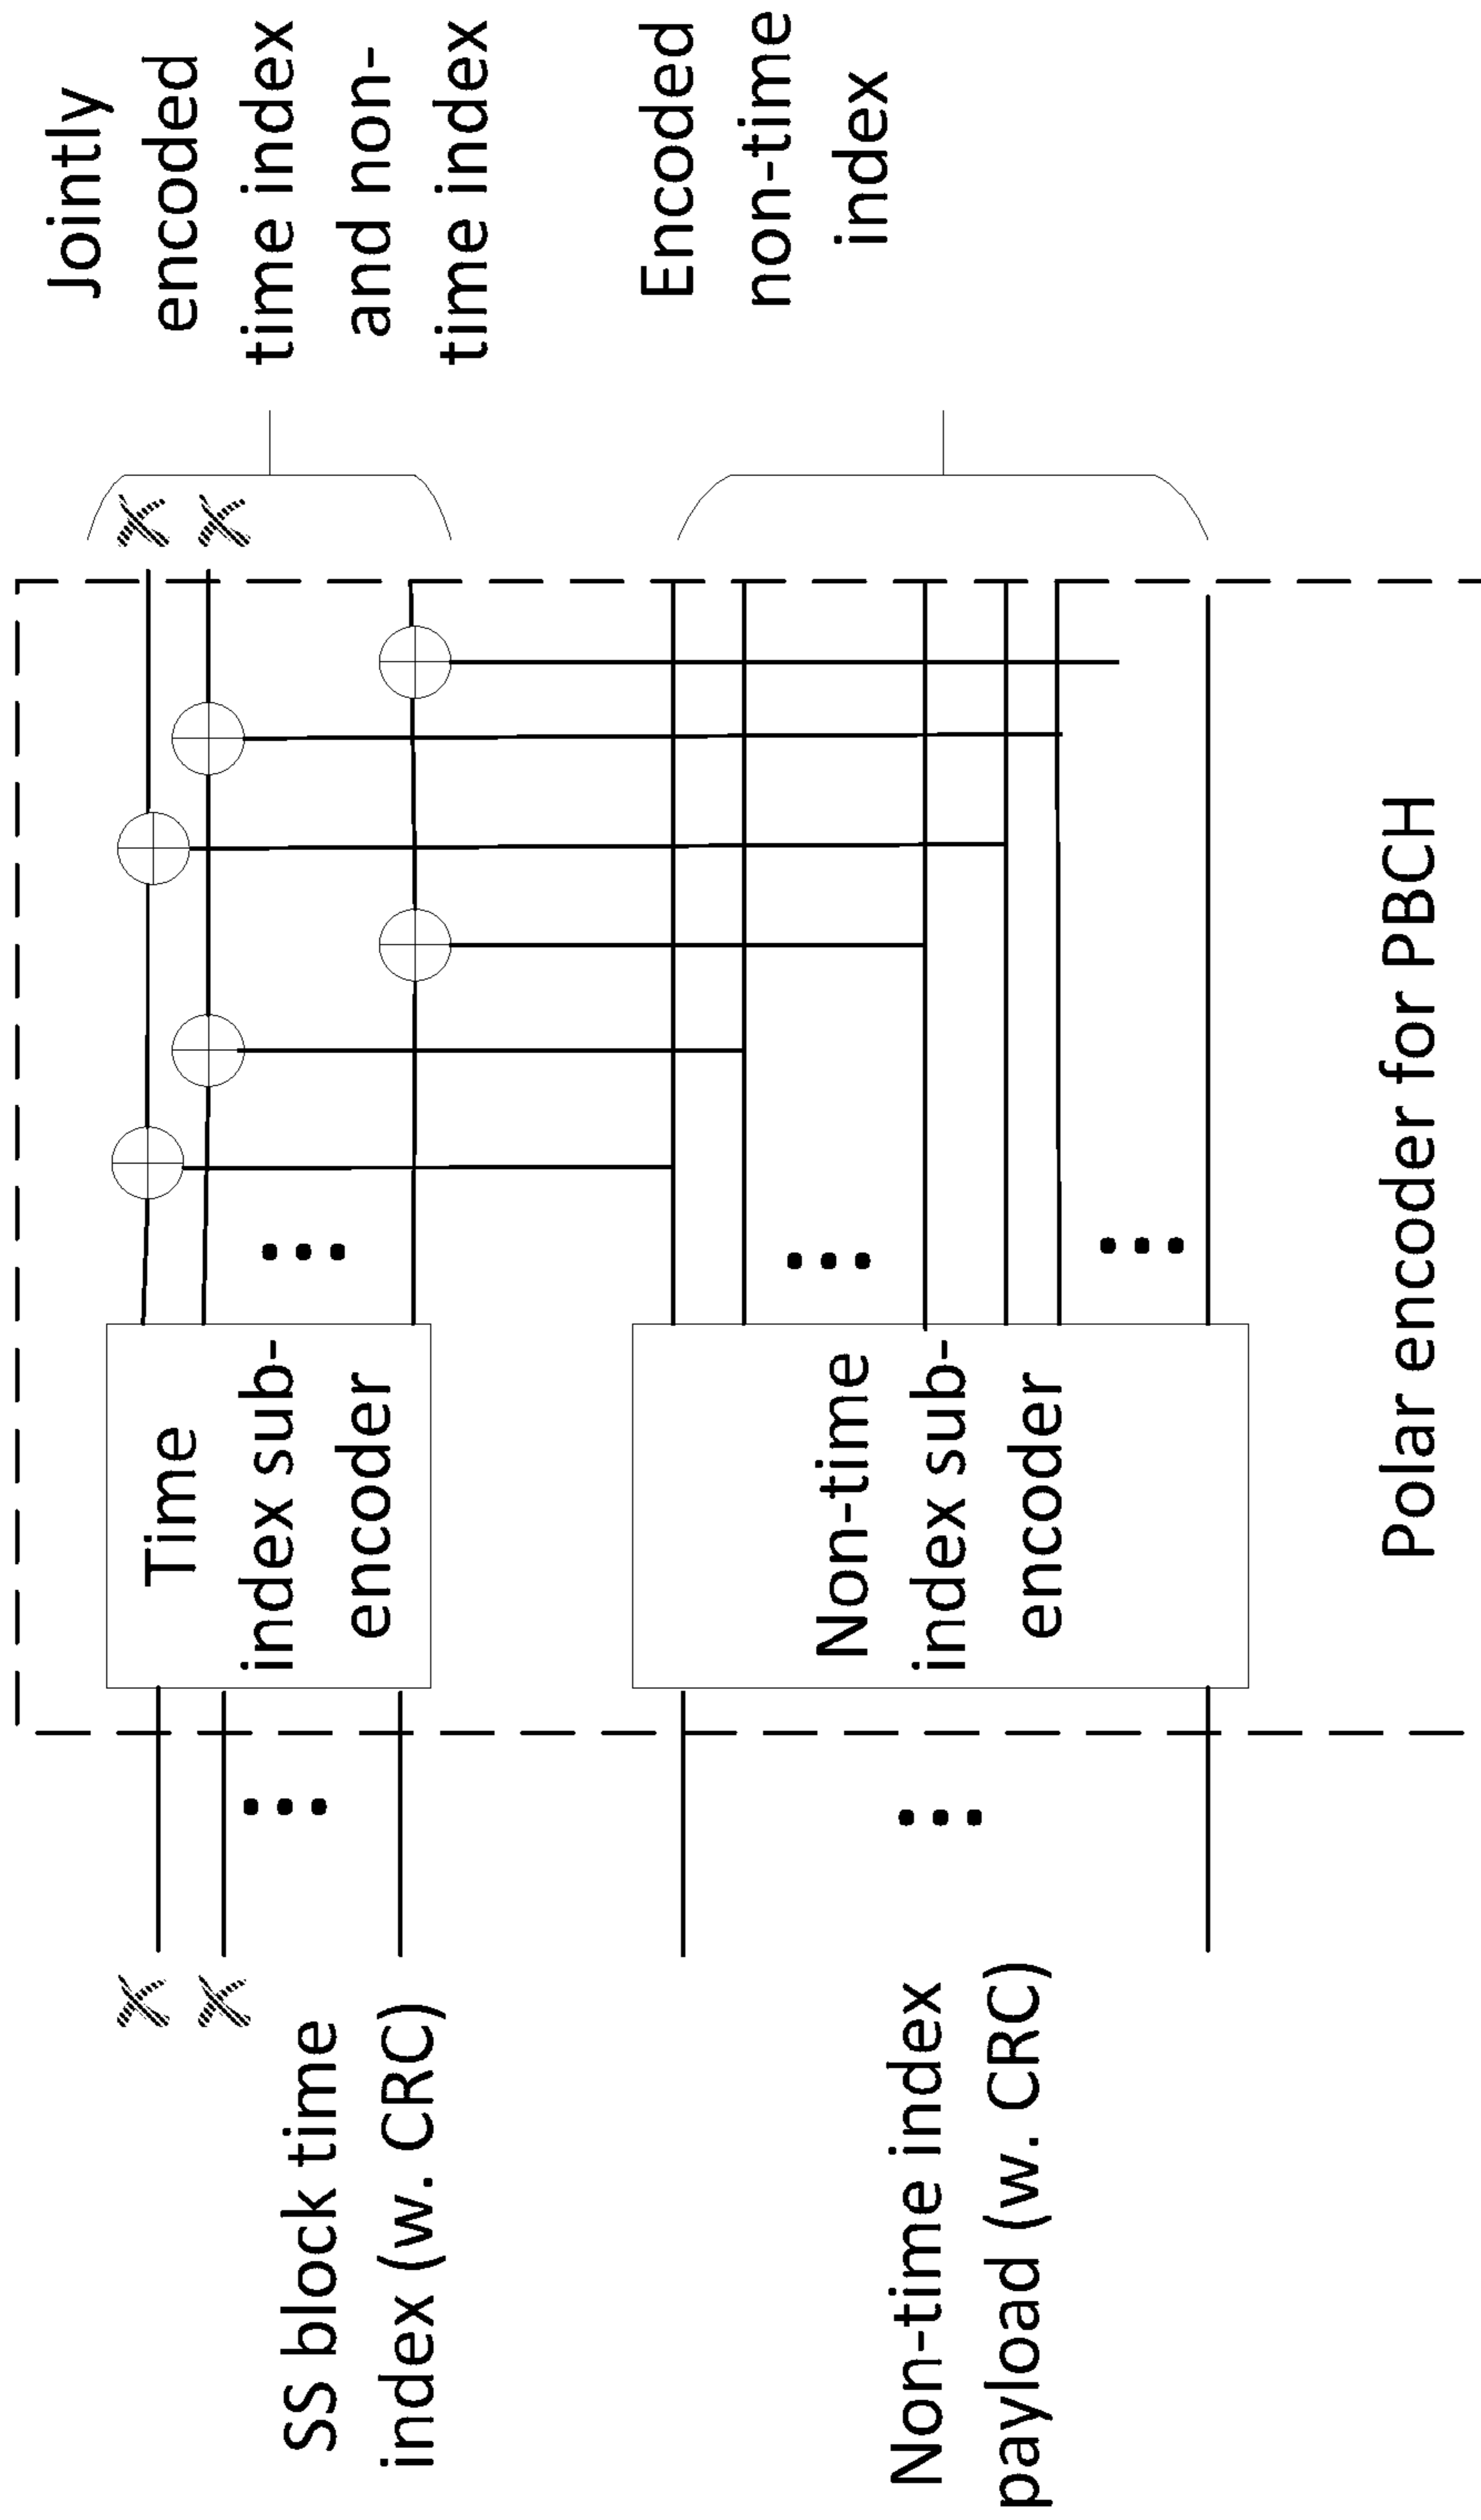 SS block time
index (w. CRC)
Non-time index
payload (w. CRC)
Time
index sub-
encoder
Non-time
index sub-
encoder
Jointly
encoded
time index
and non-
time index
Encoded
non-time
index
Polar encoder for PBCH